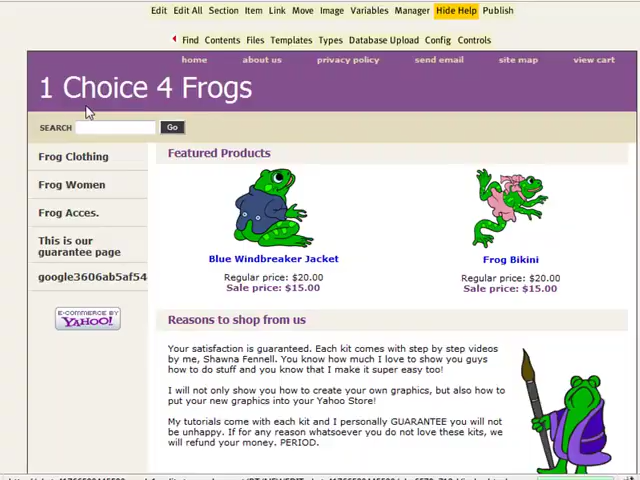 Edit Edit All Section Item Link Move Image Variables Manager Hide Help Publish
Find Contents Files Templates Types Database Upload Config Controls
home about us privacy policy send email site map view cart
1 Choice 4 Frogs
SEARCH Go
Frog Clothing
Frog Women
Frog Acces.
This is our
guarantee page
google3606ab5af54
E-COMMERCE BY
YAHOO!
Featured Products
Blue Windbreaker Jacket
Regular price: $20.00
Sale price: $15.00
Frog Bikini
Regular price: $20.00
Sale price: $15.00
Reasons to shop from us
Your satisfaction is guaranteed. Each kit comes with step by step videos
by me, Shawna Fennell. You know how much I love to show you guys
how to do stuff and you know that I make it super easy too!
I will not only show you how to create your own graphics, but also how to
put your new graphics into your Yahoo Store!
My tutorials come with each kit and I personally GUARANTEE you will not
be unhappy. If for any reason whatsoever you do not love these kits, we
will refund your money. PERIOD.